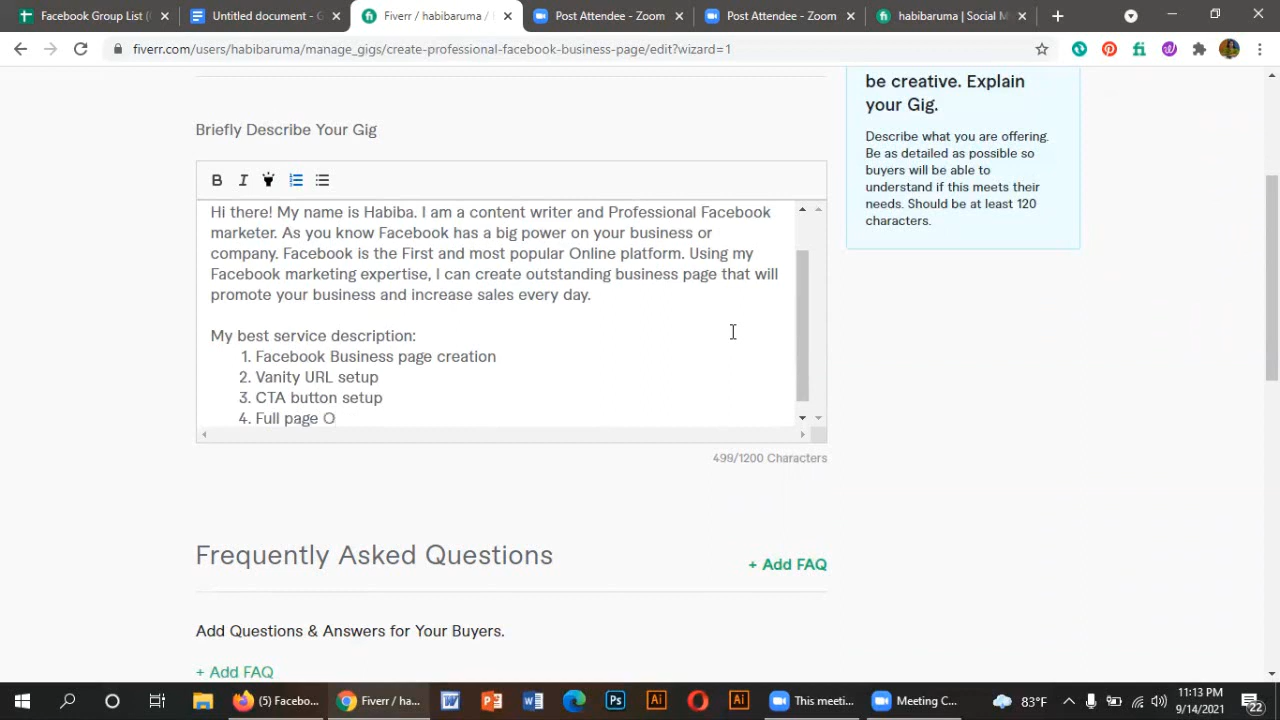 Facebook Group List (
Untitled document - G
Fiverr / habibaruma /
Post Attendee - Zoom
Post Attendee - Zoom
habibaruma | Social M
fiverr.com/users/habibaruma/manage_gigs/create-professional-facebook-business-page/edit?wizard=1
be creative. Explain
your Gig.
Describe what you are offering.
Be as detailed as possible so
buyers will be able to
understand if this meets their
needs. Should be at least 120
characters.
Briefly Describe Your Gig
B I
Hi there! My name is Habiba. I am a content writer and Professional Facebook
marketer. As you know Facebook has a big power on your business or
company. Facebook is the First and most popular Online platform. Using my
Facebook marketing expertise, I can create outstanding business page that will
promote your business and increase sales every day.
My best service description:
1. Facebook Business page creation
2. Vanity URL setup
3. CTA button setup
4. Full page O
499/1200 Characters
Frequently Asked Questions
+ Add FAQ
Add Questions & Answers for Your Buyers.
+ Add FAQ
(5) Facebo...
Fiverr / ha...
This meeti...
Meeting C...
83°F
11:13 PM
9/14/2021
22